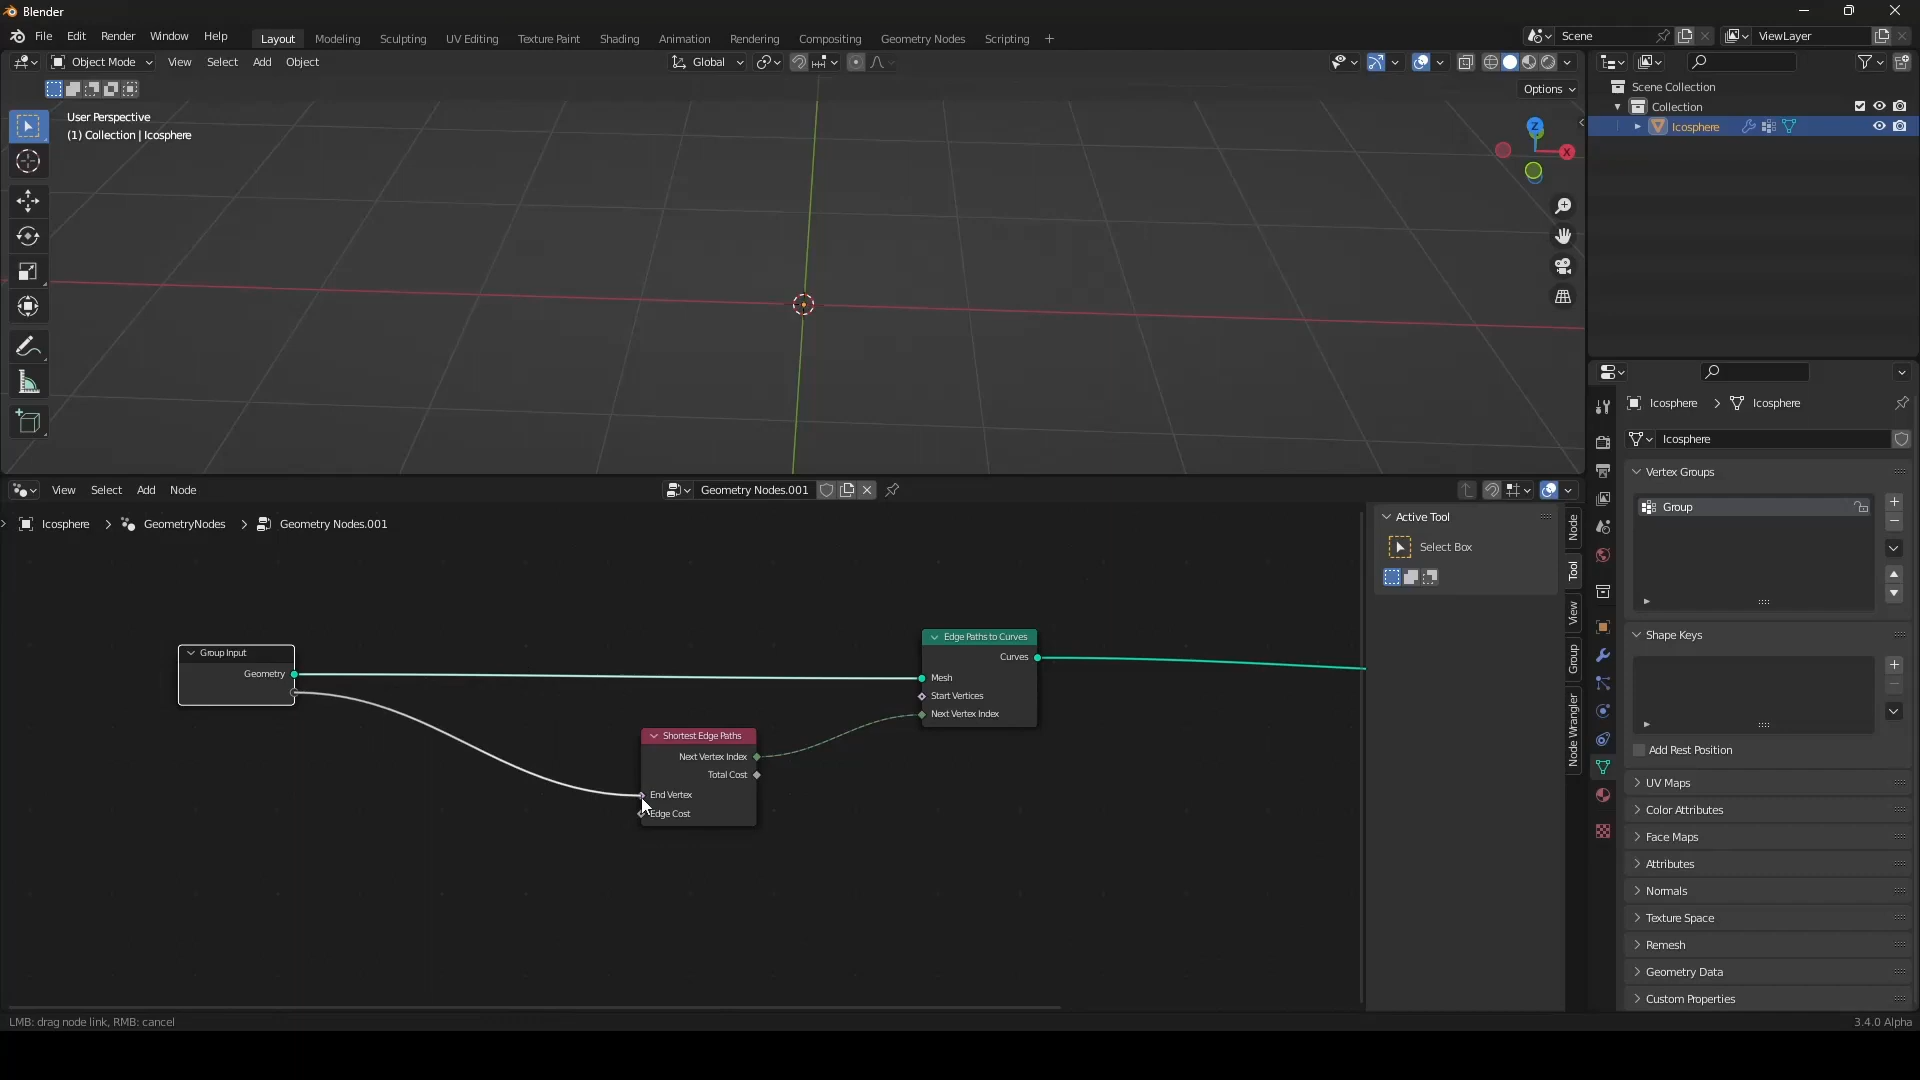 Blender
File Edit Render Window Help Layout Modeling Sculpting UV Editing Texture Paint Shading Animation Rendering Compositing Geometry Nodes Scripting + Scene ViewLayer
Object Mode View Select Add Object Global
Options
User Perspective
(1) Collection | Icosphere
Z
X
Scene Collection
Collection
Icosphere
Icosphere > Icosphere
Icosphere
Vertex Groups
Group
Shape Keys
Add Rest Position
UV Maps
Color Attributes
Face Maps
Attributes
Normals
Texture Space
Remesh
Geometry Data
Custom Properties
View Select Add Node Geometry Nodes.001
Icosphere > GeometryNodes > Geometry Nodes.001
Active Tool
Select Box
Node
Tool
View
Group
Node Wrangler
Group Input
Geometry
Shortest Edge Paths
Next Vertex Index
Total Cost
End Vertex
Edge Cost
Edge Paths to Curves
Curves
Mesh
Start Vertices
Next Vertex Index
LMB: drag node link, RMB: cancel
3.4.0 Alpha